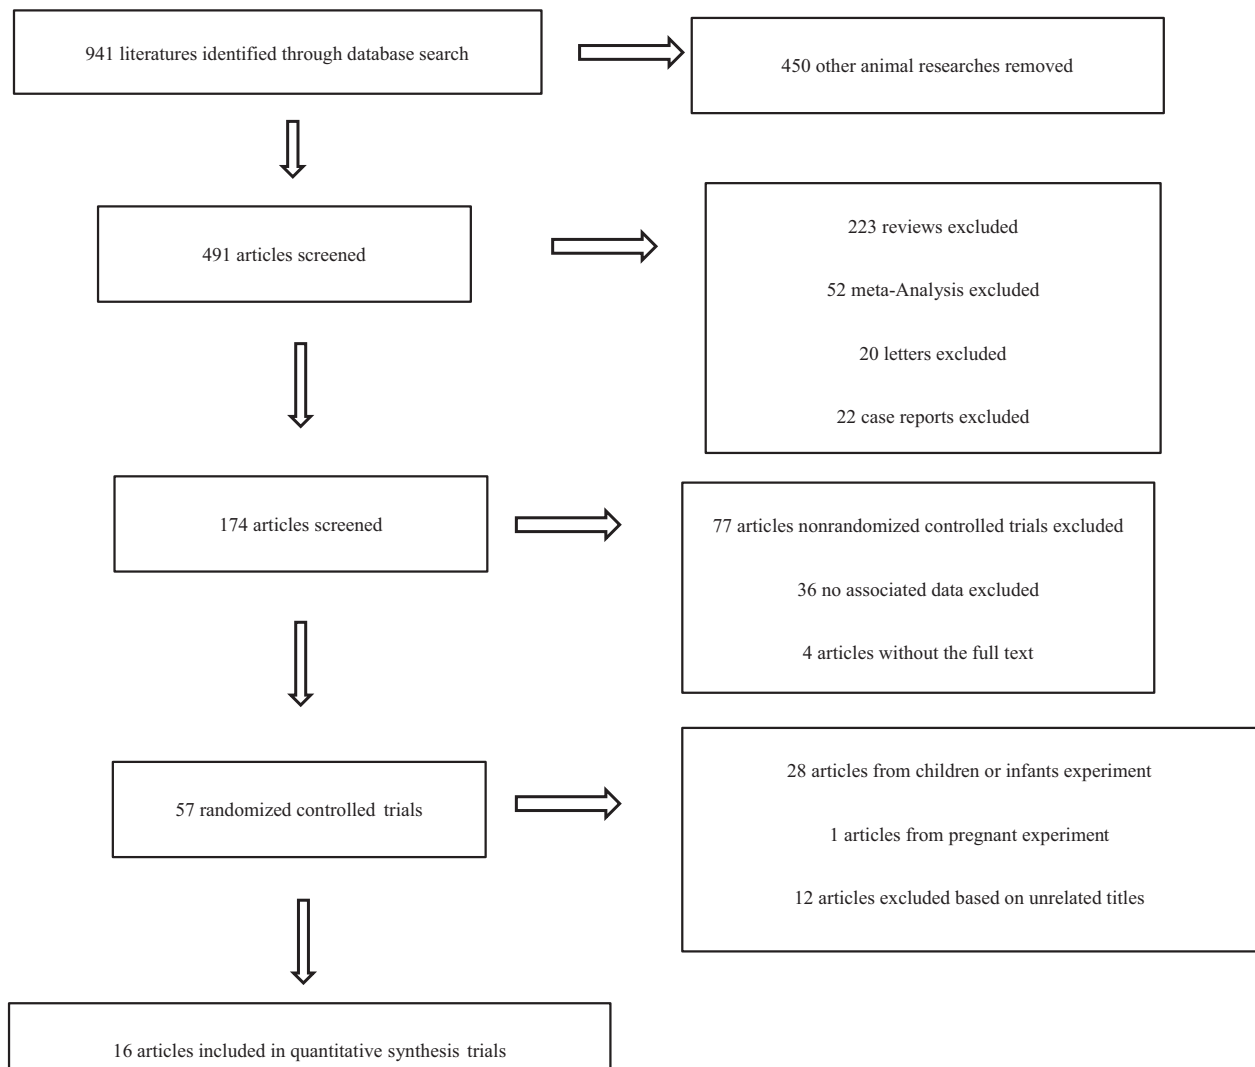 941 literatures identified through database search
450 other animal researches removed
491 articles screened
223 reviews excluded
52 meta-Analysis excluded
20 letters excluded
22 case reports excluded
174 articles screened
77 articles nonrandomized controlled trials excluded
36 no associated data excluded
4 articles without the full text
57 randomized controlled trials
28 articles from children or infants experiment
1 articles from pregnant experiment
12 articles excluded based on unrelated titles
16 articles included in quantitative synthesis trials